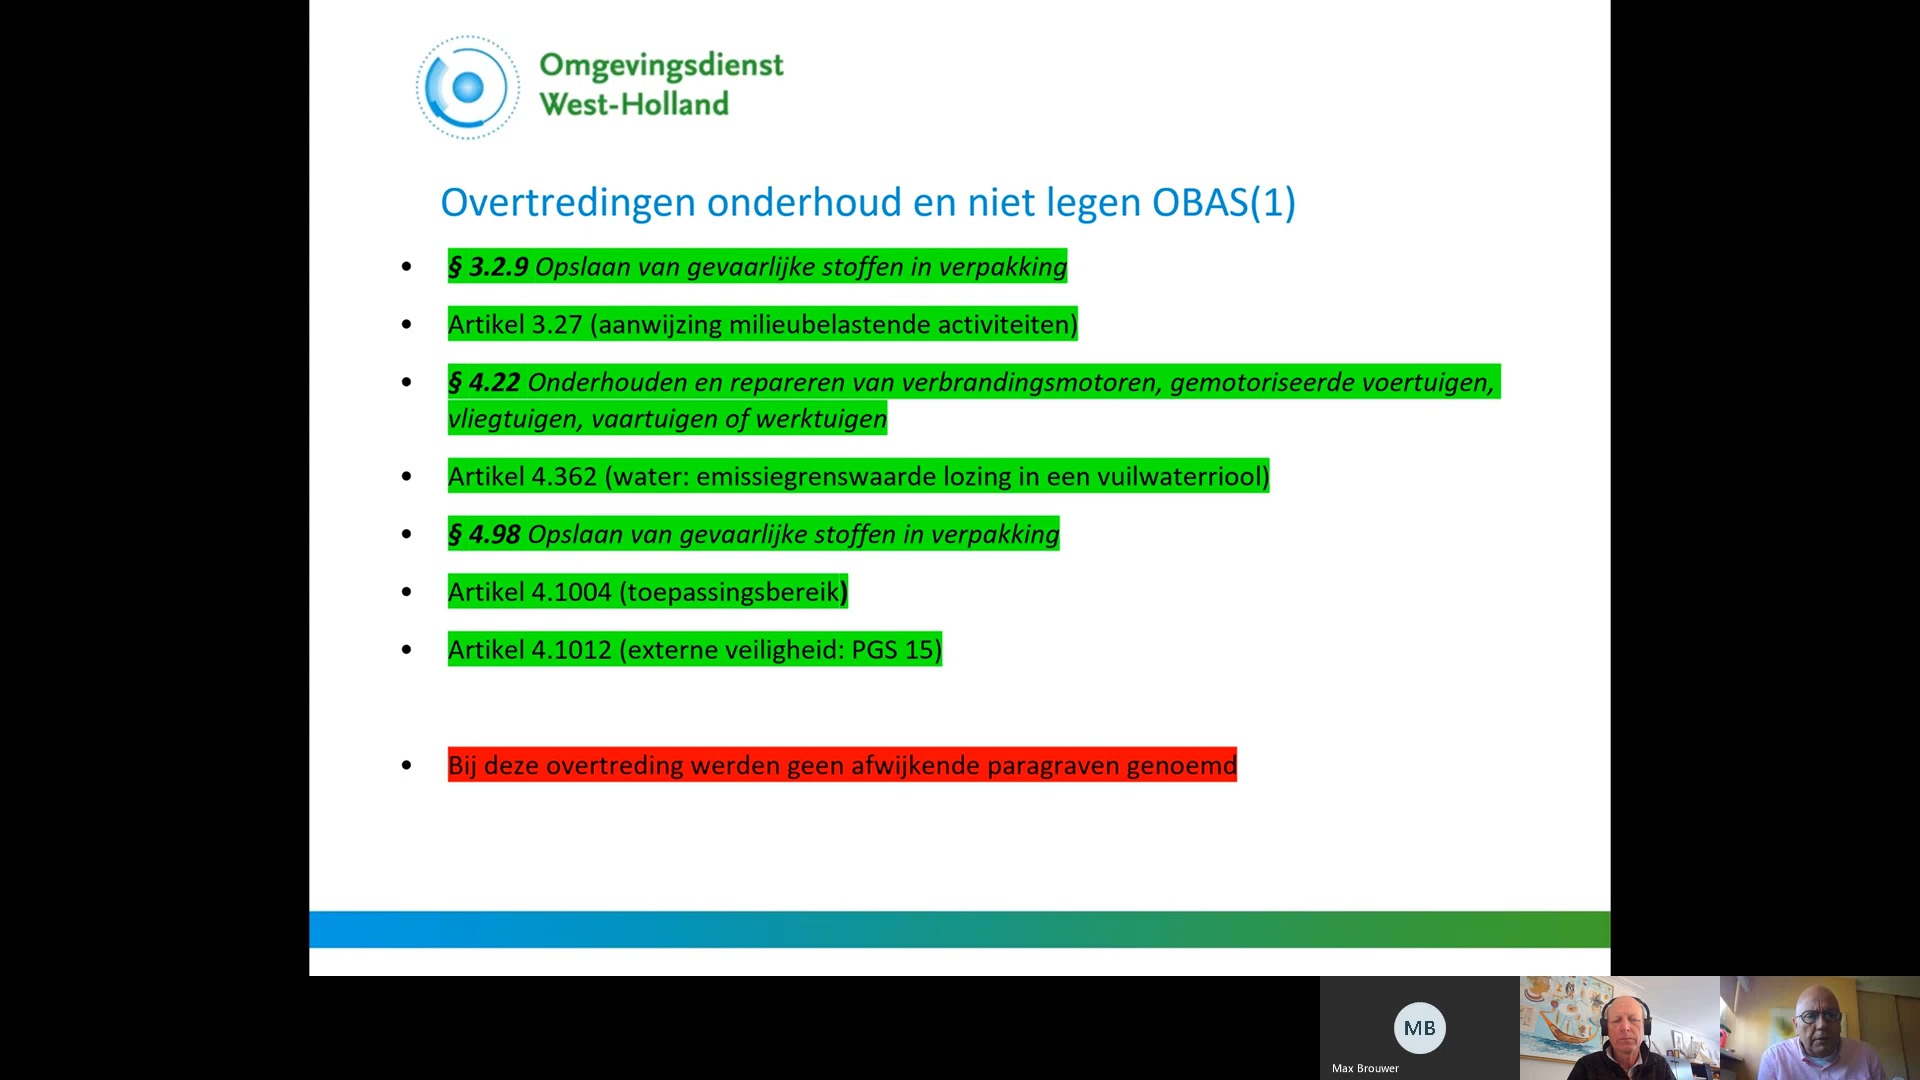 Omgevingsdienst
West-Holland
Overtredingen onderhoud en niet legen OBAS(1)
• § 3.2.9 Opslaan van gevaarlijke stoffen in verpakking
• Artikel 3.27 (aanwijzing milieubelastende activiteiten)
• § 4.22 Onderhouden en repareren van verbrandingsmotoren, gemotoriseerde voertuigen,
vliegtuigen, vaartuigen of werktuigen
• Artikel 4.362 (water: emissiegrenswaarde lozing in een vuilwaterriool)
• § 4.98 Opslaan van gevaarlijke stoffen in verpakking
• Artikel 4.1004 (toepassingsbereik)
• Artikel 4.1012 (externe veiligheid: PGS 15)
• Bij deze overtreding werden geen afwijkende paragraven genoemd
MB
Max Brouwer